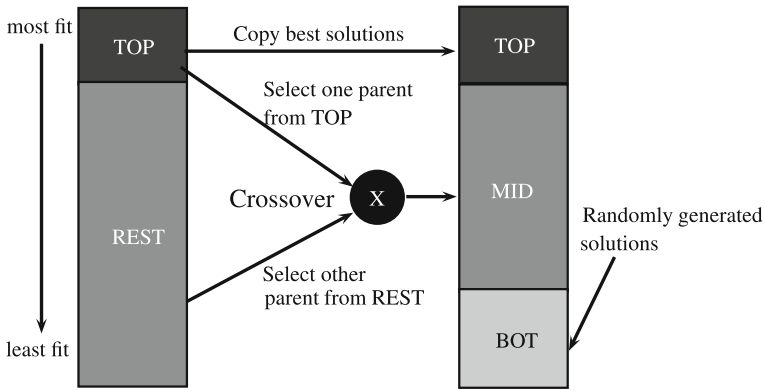 most fit
TOP
Copy best solutions
TOP
Select one parent
from TOP
Crossover
X
MID
REST
Randomly generated
solutions
Select other
parent from REST
least fit
BOT